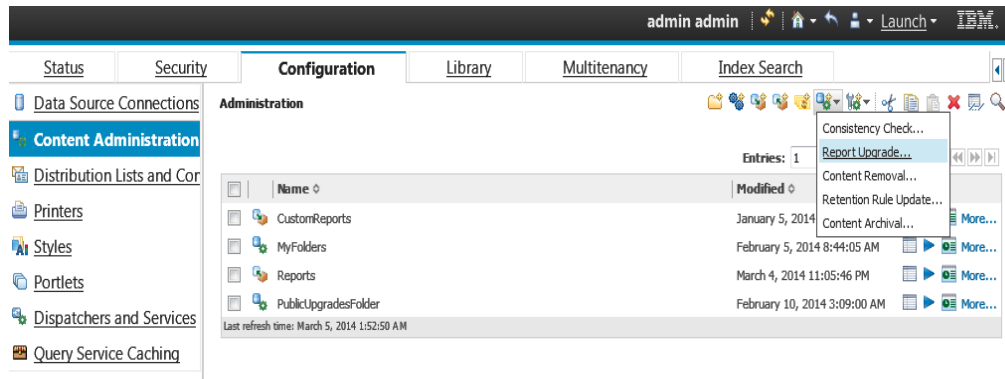 admin admin Launch IBM.
Status Security Configuration Library Multitenancy Index Search
Data Source Connections
Content Administration
Distribution Lists and Cor
Printers
Styles
Portlets
Dispatchers and Services
Query Service Caching
Administration
Consistency Check...
Report Upgrade...
Content Removal...
Retention Rule Update...
Content Archival...
Entries: 1
Name Modified
CustomReports January 5, 2014 More...
MyFolders February 5, 2014 8:44:05 AM More...
Reports March 4, 2014 11:05:46 PM More...
PublicUpgradesFolder February 10, 2014 3:09:00 AM More...
Last refresh time: March 5, 2014 1:52:50 AM